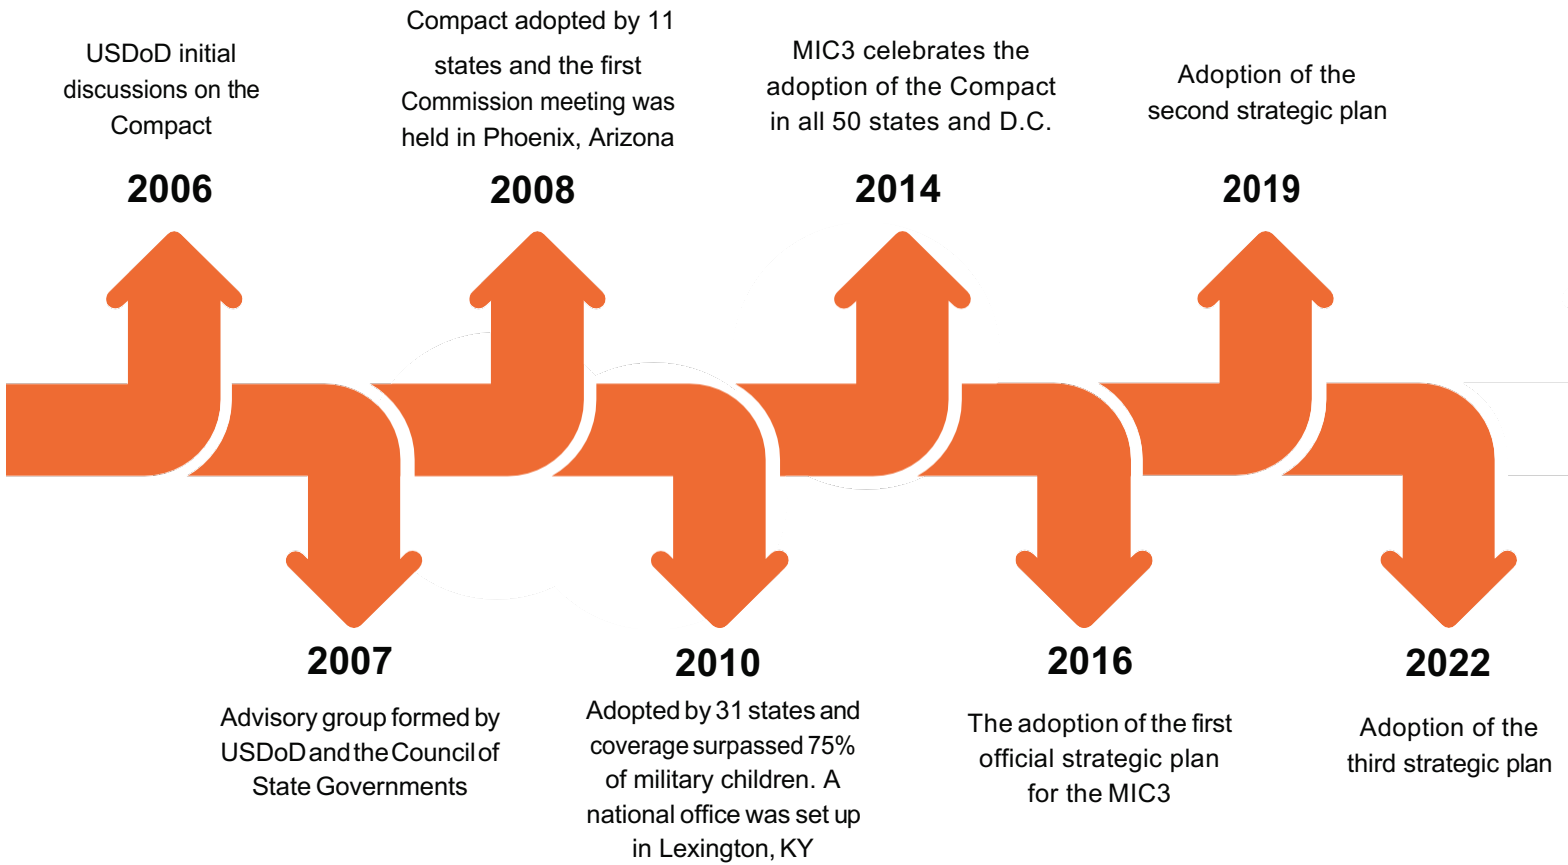 USDoD initial
discussions on the
Compact
2006
Compact adopted by 11
states and the first
Commission meeting was
held in Phoenix, Arizona
2008
MIC3 celebrates the
adoption of the Compact
in all 50 states and D.C.
2014
Adoption of the
second strategic plan
2019
2007
Advisory group formed by
USDoD and the Council of
State Governments
2010
Adopted by 31 states and
coverage surpassed 75%
of military children. A
national office was set up
in Lexington, KY
2016
The adoption of the first
official strategic plan
for the MIC3
2022
Adoption of the
third strategic plan